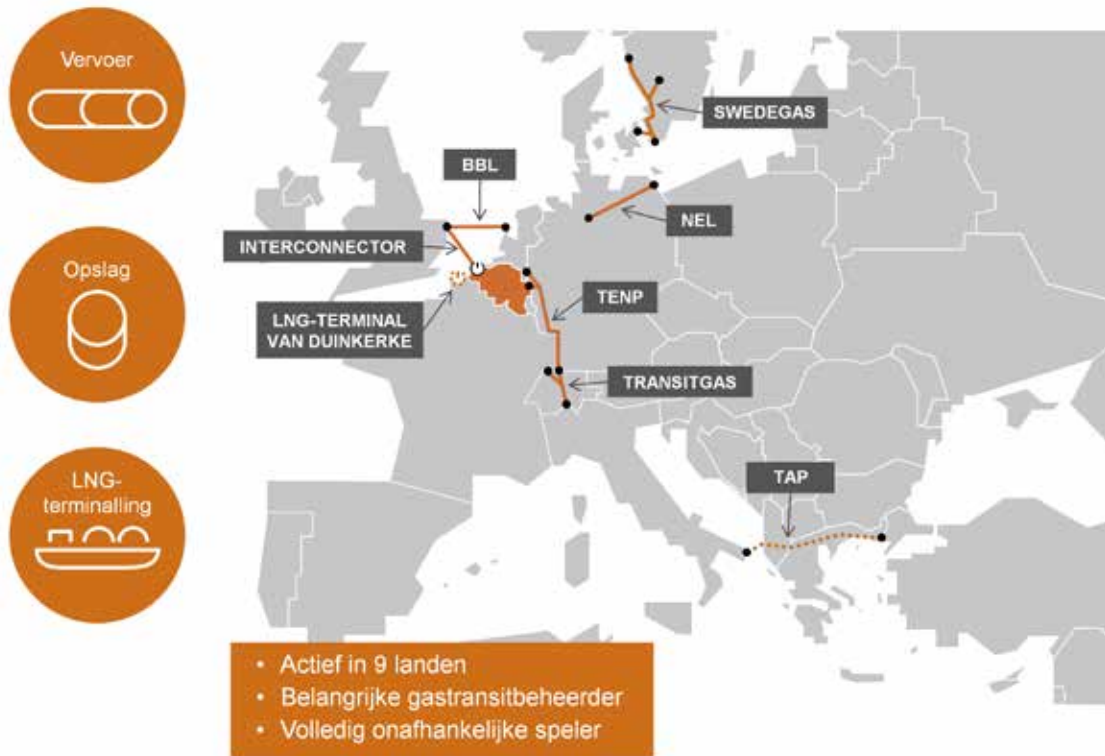 Vervoer
Opslag
LNG-
terminalling
SWEDEGAS
BBL
NEL
INTERCONNECTOR
LNG-TERMINAL
VAN DUINKERKE
TENP
TRANSITGAS
TAP
• Actief in 9 landen
• Belangrijke gastransitbeheerder
• Volledig onafhankelijke speler